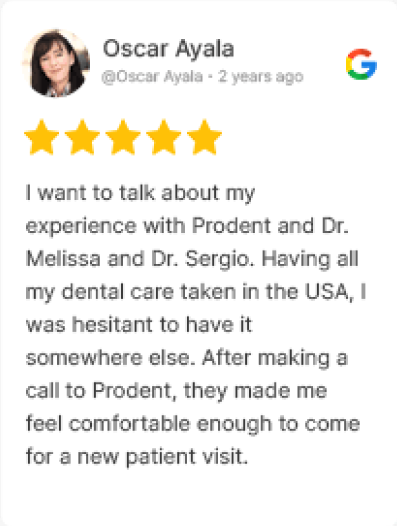 Oscar Ayala
@Oscar Ayala • 2 years ago
I want to talk about my
experience with Prodent and Dr.
Melissa and Dr. Sergio. Having all
my dental care taken in the USA, I
was hesitant to have it
somewhere else. After making a
call to Prodent, they made me
feel comfortable enough to come
for a new patient visit.